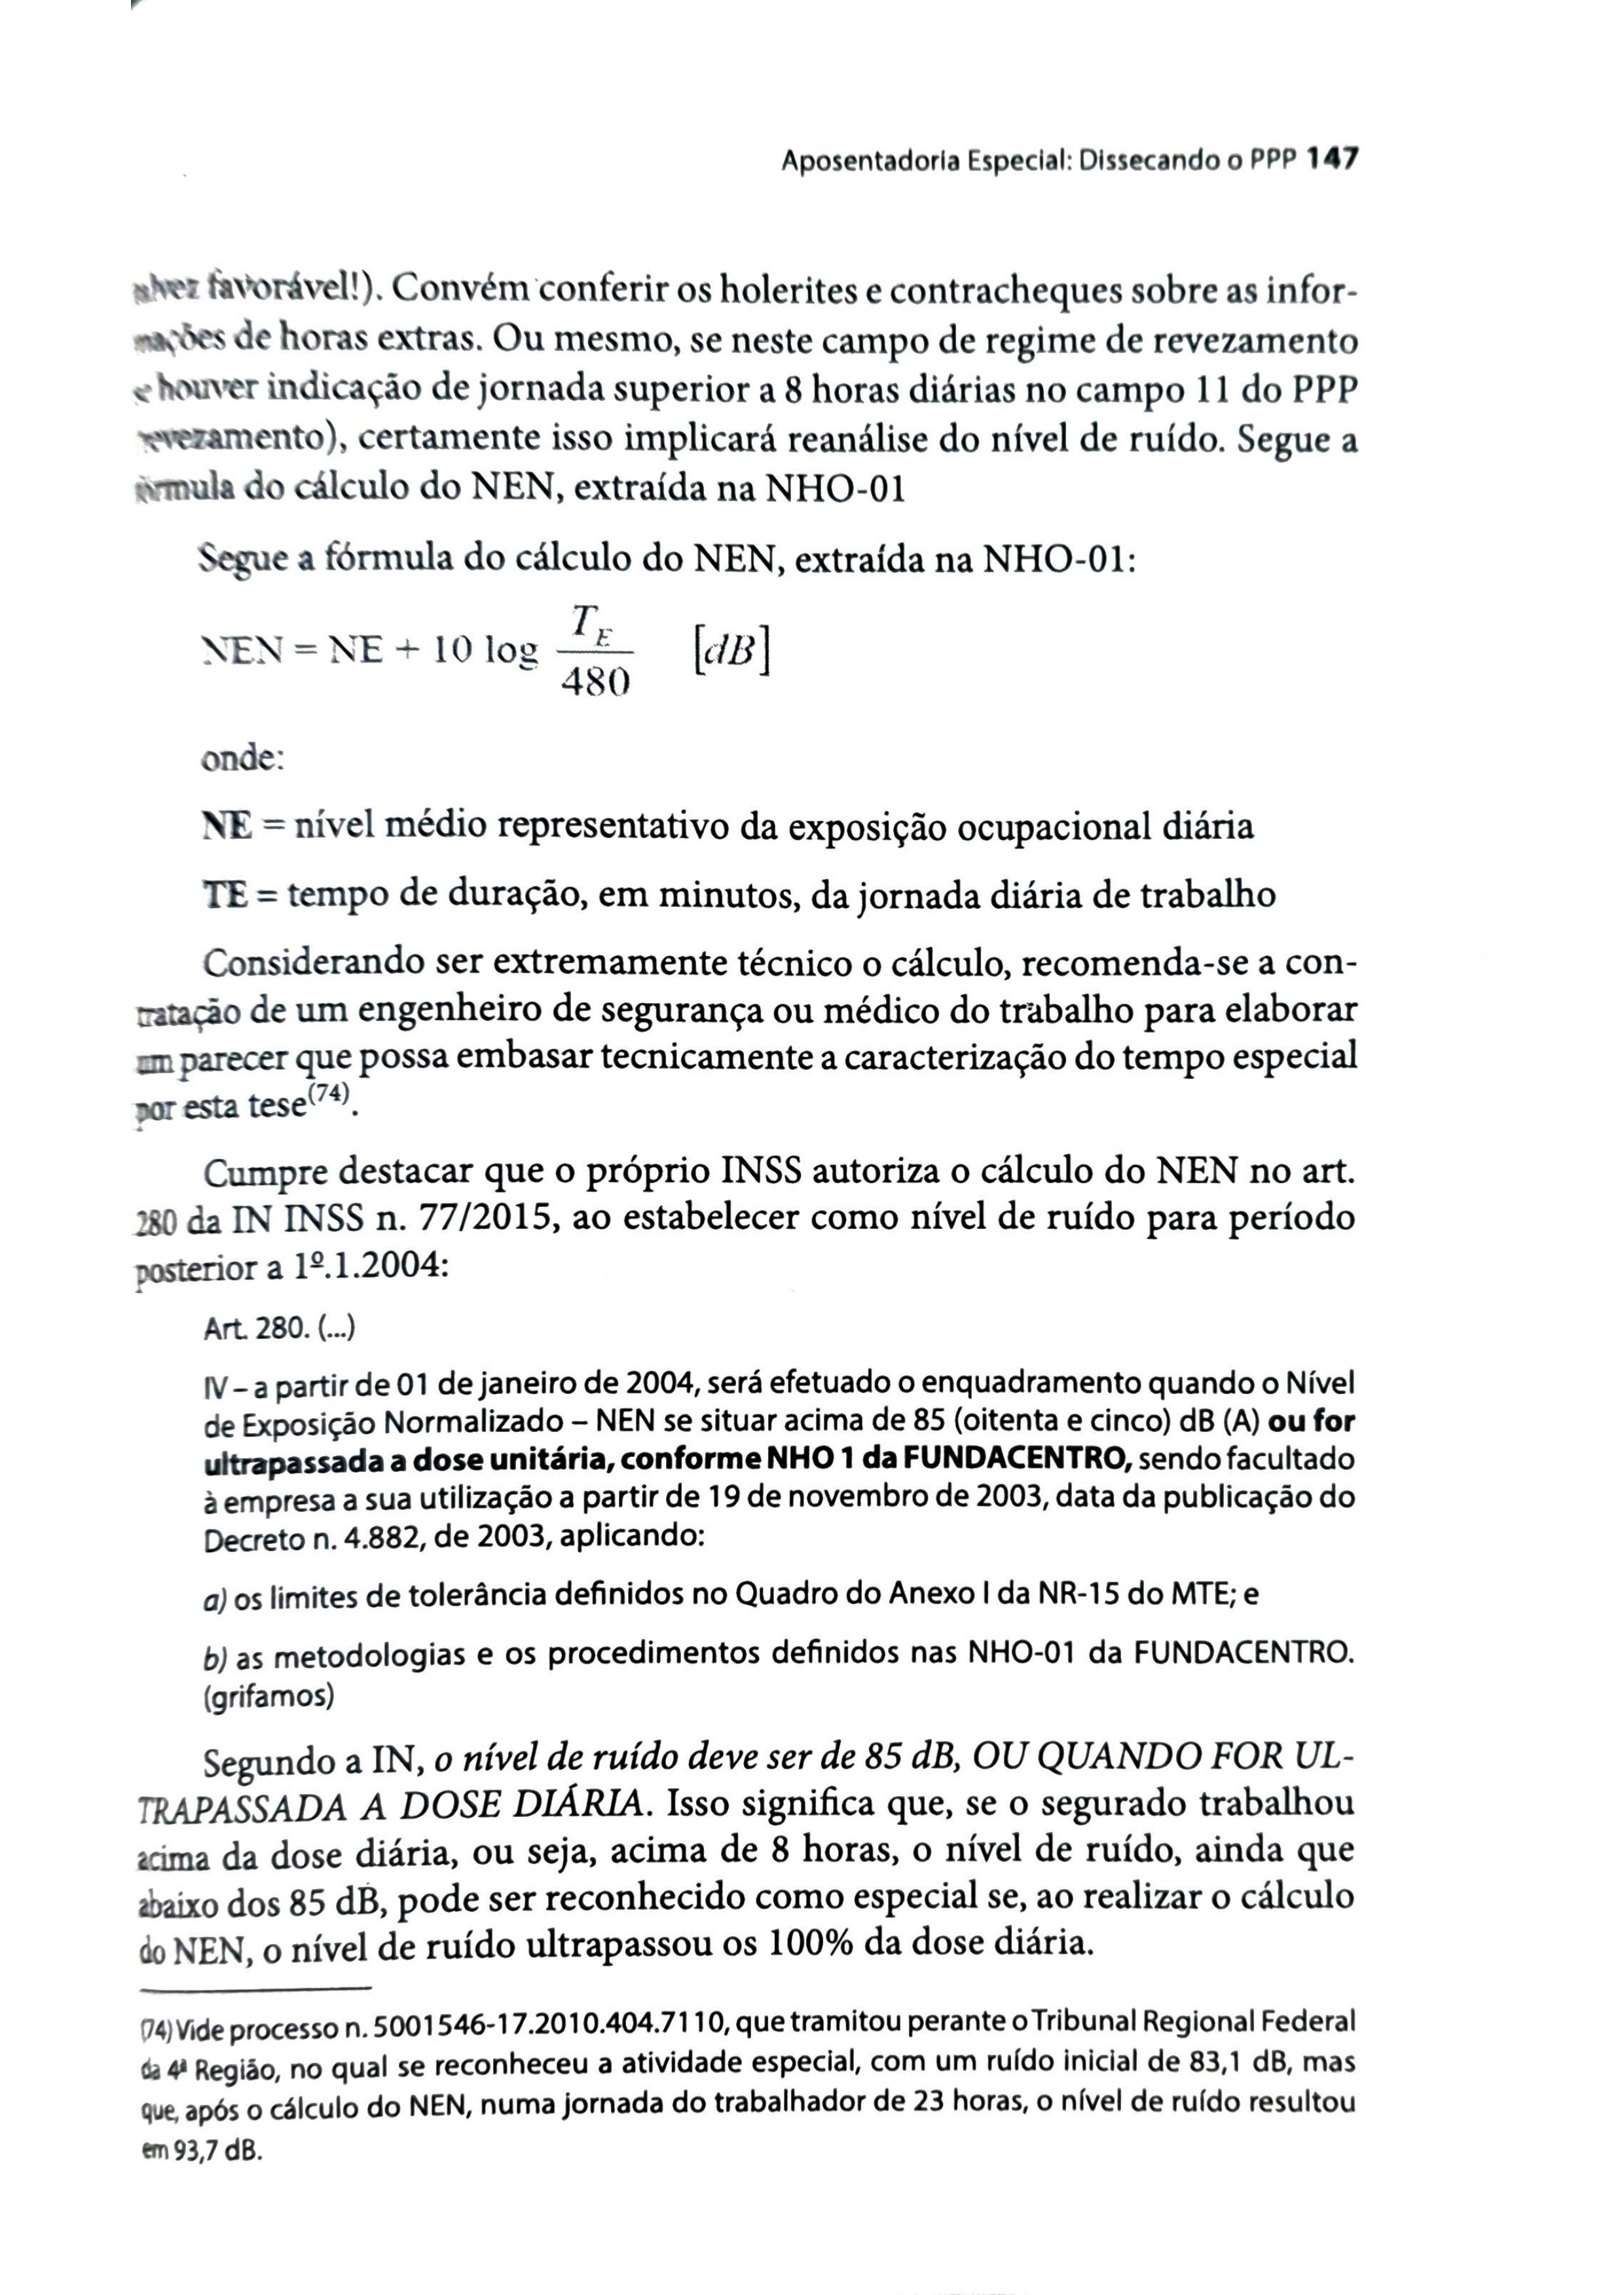 Aposentadoria Especial: Dissecando o PPP 147
favorável!). Convém conferir os holerites e contracheques sobre as infor-
mações de horas extras. Ou mesmo, se neste campo de regime de revezamento
houver indicação de jornada superior a 8 horas diárias no campo 11 do PPP
revezamento), certamente isso implicará reanálise do nível de ruído. Segue a
fórmula do cálculo do NEN, extraída na NHO-01
Segue a fórmula do cálculo do NEN, extraída na NHO-01:
NEN = NE + 10 log T_E / 480 [dB]
onde:
NE = nível médio representativo da exposição ocupacional diária
TE = tempo de duração, em minutos, da jornada diária de trabalho
Considerando ser extremamente técnico o cálculo, recomenda-se a con-
tratação de um engenheiro de segurança ou médico do trabalho para elaborar
um parecer que possa embasar tecnicamente a caracterização do tempo especial
por esta tese(74).
Cumpre destacar que o próprio INSS autoriza o cálculo do NEN no art.
280 da IN INSS n. 77/2015, ao estabelecer como nível de ruído para período
posterior a 1º.1.2004:
Art. 280. (...)
IV – a partir de 01 de janeiro de 2004, será efetuado o enquadramento quando o Nível
de Exposição Normalizado – NEN se situar acima de 85 (oitenta e cinco) dB (A) ou for
ultrapassada a dose unitária, conforme NHO 1 da FUNDACENTRO, sendo facultado
à empresa a sua utilização a partir de 19 de novembro de 2003, data da publicação do
Decreto n. 4.882, de 2003, aplicando:
a) os limites de tolerância definidos no Quadro do Anexo I da NR-15 do MTE; e
b) as metodologias e os procedimentos definidos nas NHO-01 da FUNDACENTRO.
(grifamos)
Segundo a IN, o nível de ruído deve ser de 85 dB, OU QUANDO FOR UL-
TRAPASSADA A DOSE DIÁRIA. Isso significa que, se o segurado trabalhou
acima da dose diária, ou seja, acima de 8 horas, o nível de ruído, ainda que
abaixo dos 85 dB, pode ser reconhecido como especial se, ao realizar o cálculo
do NEN, o nível de ruído ultrapassou os 100% da dose diária.
(74) Vide processo n. 5001546-17.2010.404.7110, que tramitou perante o Tribunal Regional Federal
da 4ª Região, no qual se reconheceu a atividade especial, com um ruído inicial de 83,1 dB, mas
que, após o cálculo do NEN, numa jornada do trabalhador de 23 horas, o nível de ruído resultou
em 93,7 dB.